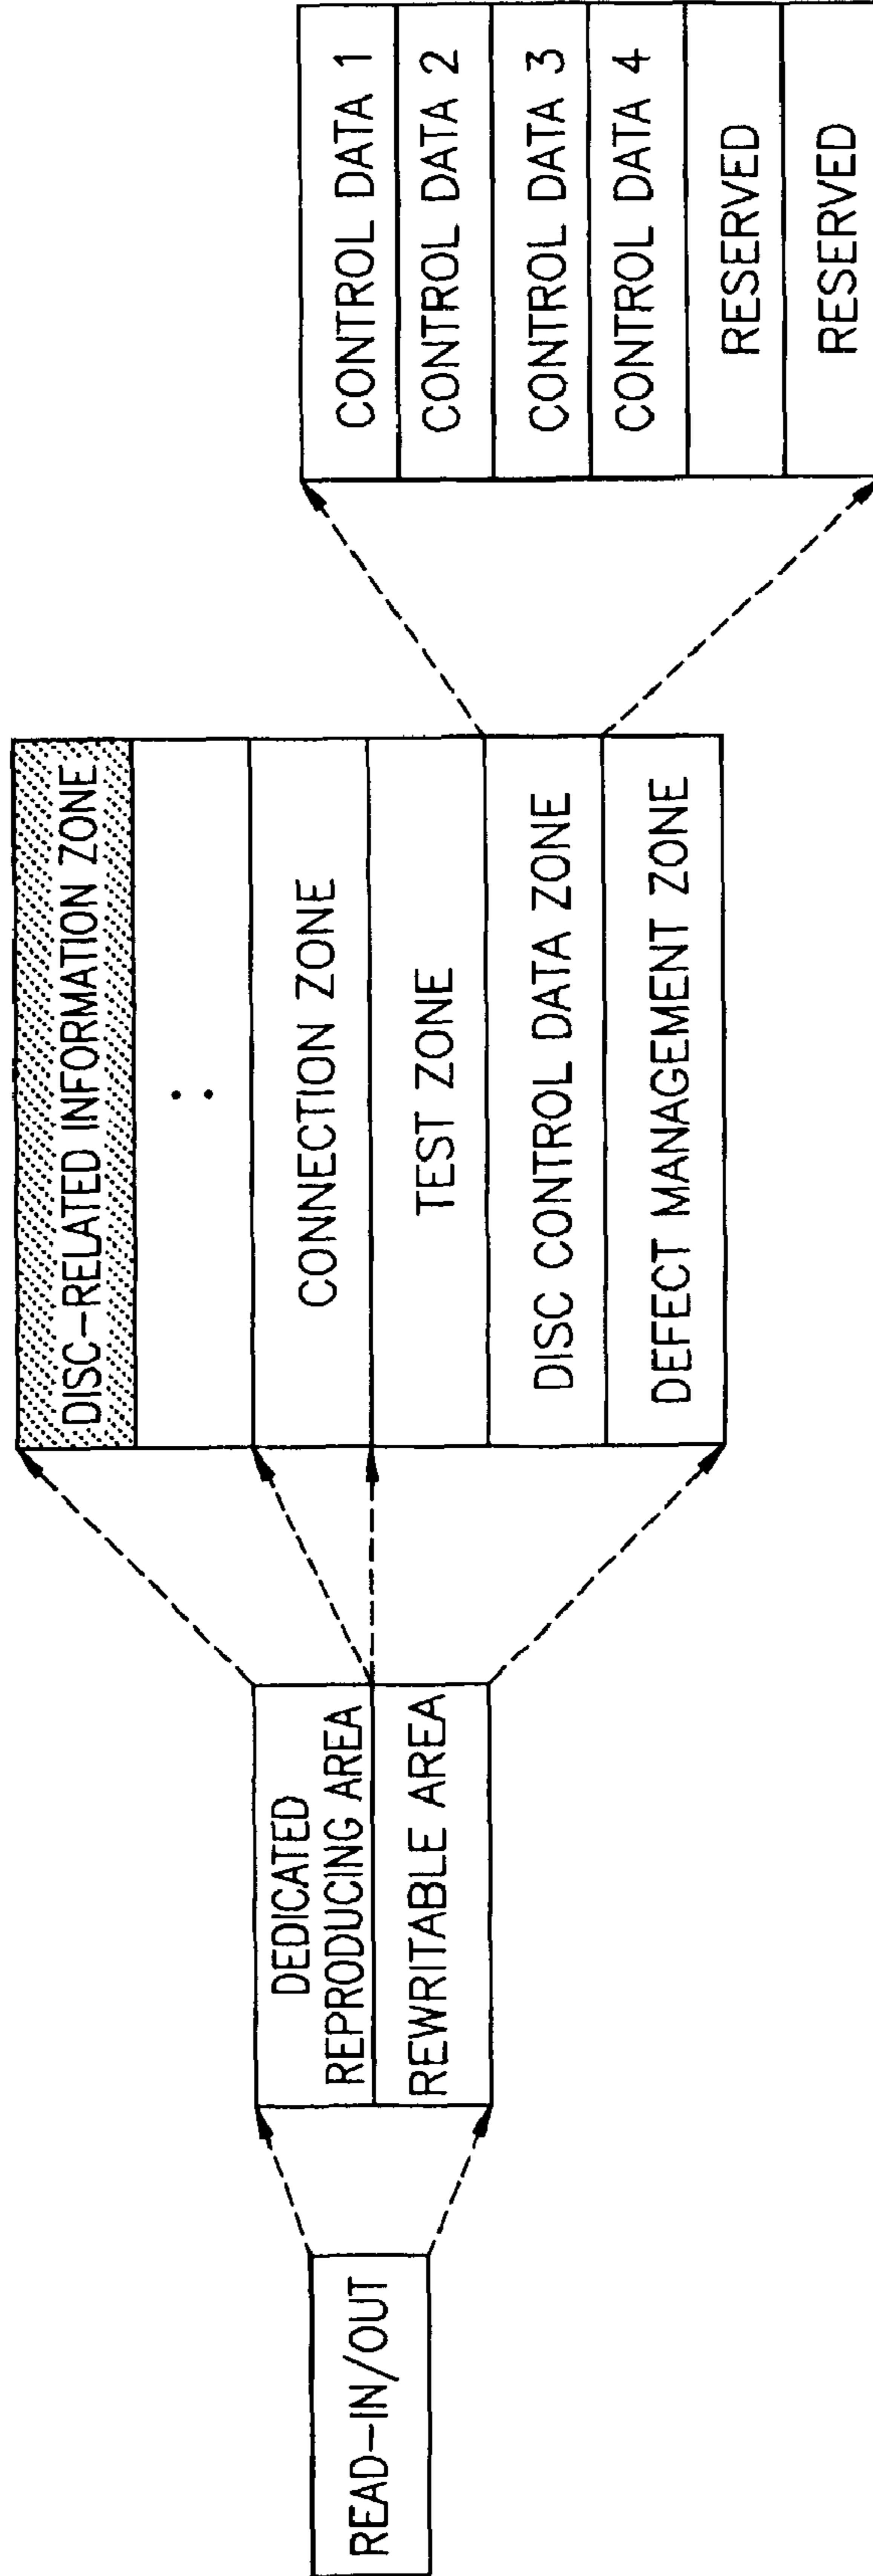 READ-IN/OUT
DEDICATED
REPRODUCING AREA
REWRITABLE AREA
DISC-RELATED INFORMATION ZONE
:
CONNECTION ZONE
TEST ZONE
DISC CONTROL DATA ZONE
DEFECT MANAGEMENT ZONE
CONTROL DATA 1
CONTROL DATA 2
CONTROL DATA 3
CONTROL DATA 4
RESERVED
RESERVED